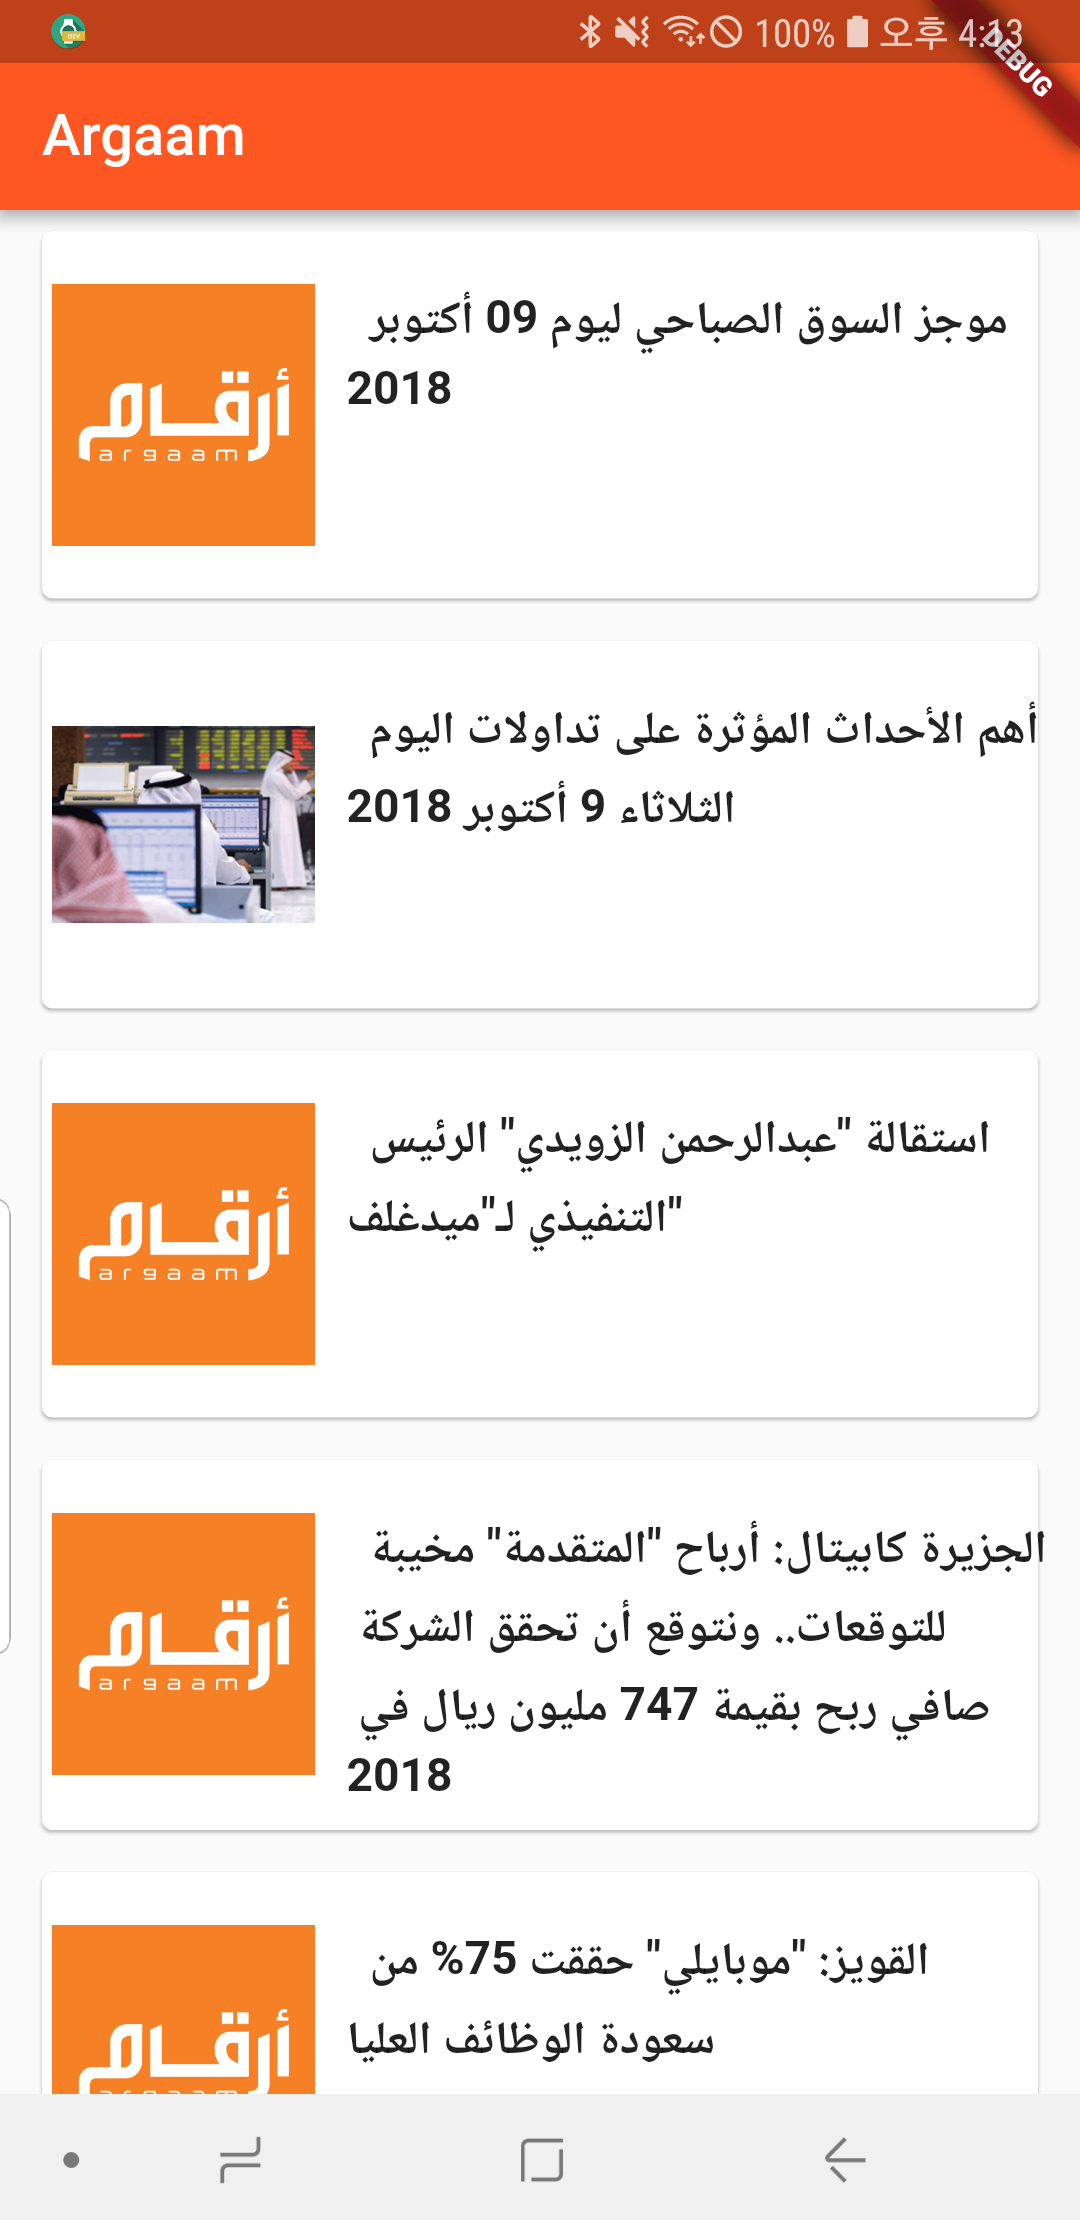 100% 오후 4:13
DEBUG
Argaam
موجز السوق الصباحي ليوم 09 أكتوبر
2018
أرقام
argaam
أهم الأحداث المؤثرة على تداولات اليوم
الثلاثاء 9 أكتوبر 2018
استقالة "عبدالرحمن الزويدي" الرئيس
التنفيذي لـ"ميدغلف"
أرقام
argaam
الجزيرة كابيتال: أرباح "المتقدمة" مخيبة
للتوقعات.. ونتوقع أن تحقق الشركة
صافي ربح بقيمة 747 مليون ريال في
2018
أرقام
argaam
القويز: "موبايلي" حققت 75% من
سعودة الوظائف العليا
أرقام